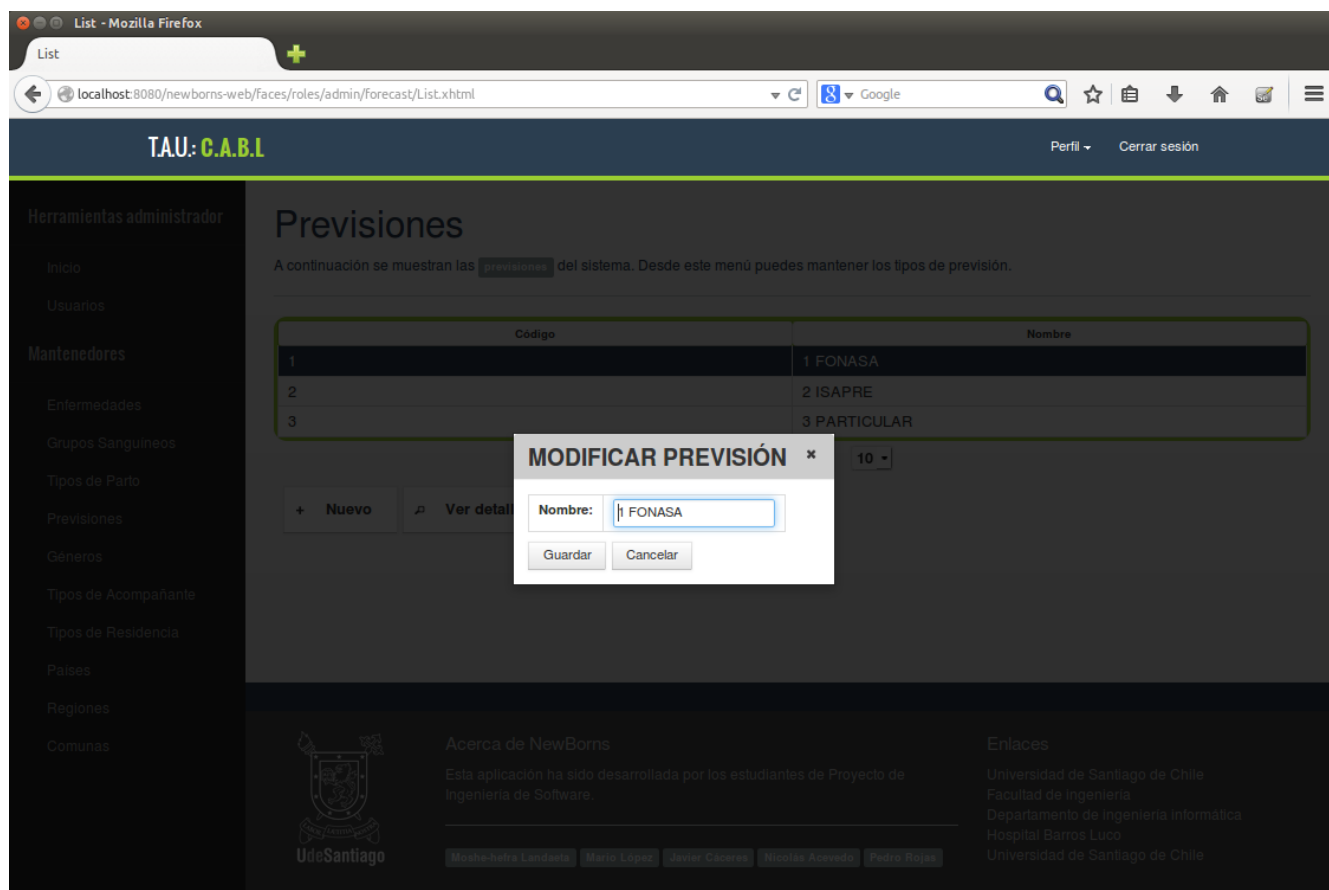 List - Mozilla Firefox
List
localhost:8080/newborns-web/faces/roles/admin/forecast/List.xhtml
Google
T.A.U.: C.A.B.L
Perfil
Cerrar sesión
Herramientas administrador
Inicio
Usuarios
Mantenedores
Enfermedades
Grupos Sanguineos
Tipos de Parto
Previsiones
Géneros
Tipos de Acompañante
Tipos de Residencia
Países
Regiones
Comunas
Previsiones
A continuación se muestran las previsiones del sistema. Desde este menú puedes mantener los tipos de previsión.
Código Nombre
1 1 FONASA
2 2 ISAPRE
3 3 PARTICULAR
10
+ Nuevo Ver detall
MODIFICAR PREVISIÓN ×
Nombre: 1 FONASA
Guardar Cancelar
UdeSantiago
Acerca de NewBorns
Esta aplicación ha sido desarrollada por los estudiantes de Proyecto de
Ingeniería de Software.
Moshe-hetra Landaeta Mario López Javier Cáceres Nicolás Acevedo Pedro Rojas
Enlaces
Universidad de Santiago de Chile
Facultad de Ingeniería
Departamento de ingeniería informática
Hospital Barros Luco
Universidad de Santiago de Chile